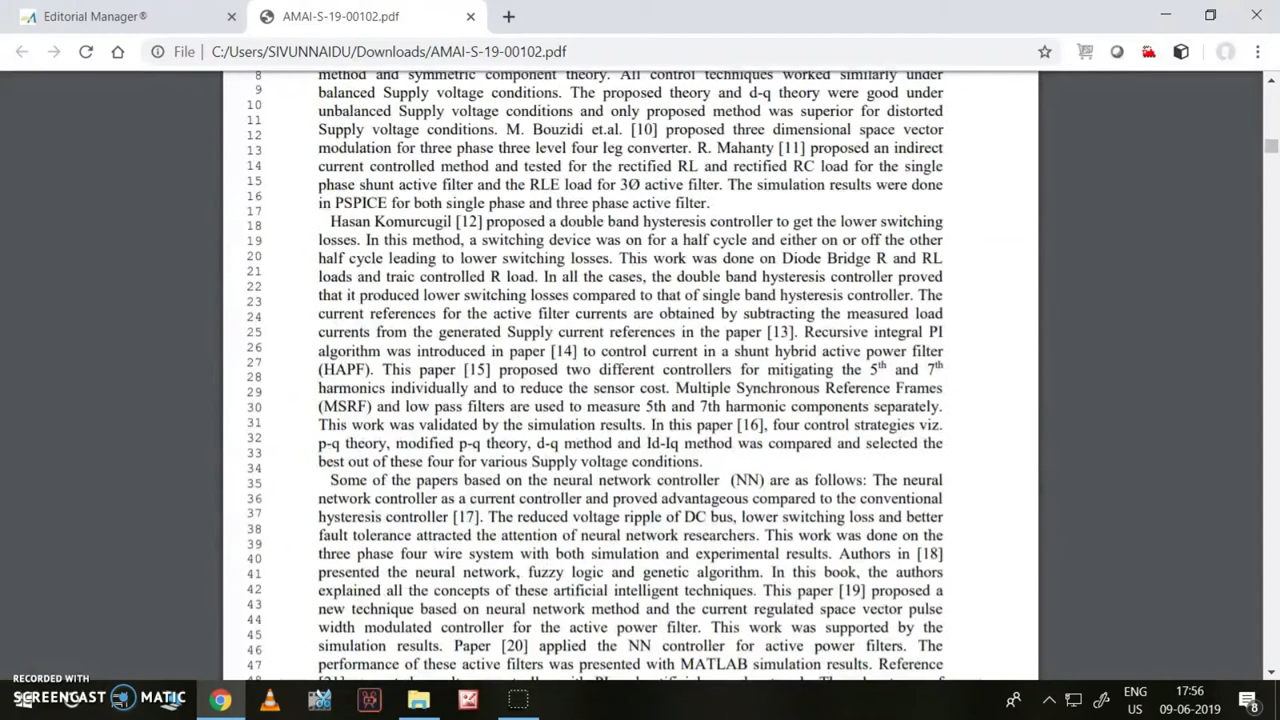 Editorial Manager®
AMAI-S-19-00102.pdf
File
C:/Users/SIVUNNAIDU/Downloads/AMAI-S-19-00102.pdf
8
9
10
11
12
13
14
15
16
17
18
19
20
21
22
23
24
25
26
27
28
29
30
31
32
33
34
35
36
37
38
39
40
41
42
43
44
45
46
47
method and symmetric component theory. All control techniques worked similarly under
balanced Supply voltage conditions. The proposed theory and d-q theory were good under
unbalanced Supply voltage conditions and only proposed method was superior for distorted
Supply voltage conditions. M. Bouzidi et.al. [10] proposed three dimensional space vector
modulation for three phase three level four leg converter. R. Mahanty [11] proposed an indirect
current controlled method and tested for the rectified RL and rectified RC load for the single
phase shunt active filter and the RLE load for 3Ø active filter. The simulation results were done
in PSPICE for both single phase and three phase active filter.
Hasan Komurcugil [12] proposed a double band hysteresis controller to get the lower switching
losses. In this method, a switching device was on for a half cycle and either on or off the other
half cycle leading to lower switching losses. This work was done on Diode Bridge R and RL
loads and traic controlled R load. In all the cases, the double band hysteresis controller proved
that it produced lower switching losses compared to that of single band hysteresis controller. The
current references for the active filter currents are obtained by subtracting the measured load
currents from the generated Supply current references in the paper [13]. Recursive integral PI
algorithm was introduced in paper [14] to control current in a shunt hybrid active power filter
(HAPF). This paper [15] proposed two different controllers for mitigating the 5th and 7th
harmonics individually and to reduce the sensor cost. Multiple Synchronous Reference Frames
(MSRF) and low pass filters are used to measure 5th and 7th harmonic components separately.
This work was validated by the simulation results. In this paper [16], four control strategies viz.
p-q theory, modified p-q theory, d-q method and Id-Iq method was compared and selected the
best out of these four for various Supply voltage conditions.
Some of the papers based on the neural network controller (NN) are as follows: The neural
network controller as a current controller and proved advantageous compared to the conventional
hysteresis controller [17]. The reduced voltage ripple of DC bus, lower switching loss and better
fault tolerance attracted the attention of neural network researchers. This work was done on the
three phase four wire system with both simulation and experimental results. Authors in [18]
presented the neural network, fuzzy logic and genetic algorithm. In this book, the authors
explained all the concepts of these artificial intelligent techniques. This paper [19] proposed a
new technique based on neural network method and the current regulated space vector pulse
width modulated controller for the active power filter. This work was supported by the
simulation results. Paper [20] applied the NN controller for active power filters. The
performance of these active filters was presented with MATLAB simulation results. Reference
RECORDED WITH
SCREENCAST MATIC
ENG
US
17:56
09-06-2019
8